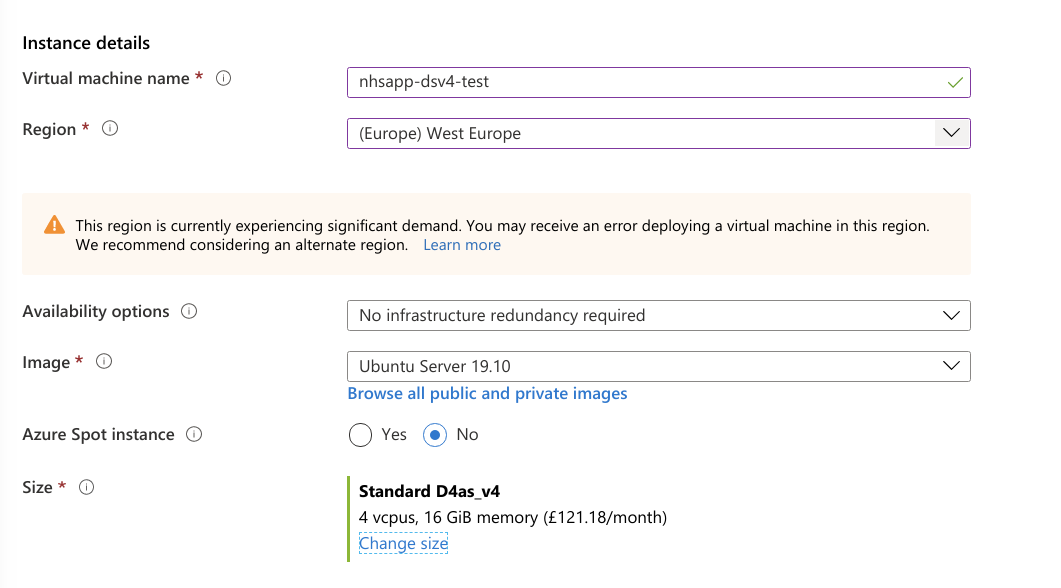 Instance details
Virtual machine name *
nhsapp-dsv4-test
Region *
(Europe) West Europe
This region is currently experiencing significant demand. You may receive an error deploying a virtual machine in this region.
We recommend considering an alternate region. Learn more
Availability options
No infrastructure redundancy required
Image *
Ubuntu Server 19.10
Browse all public and private images
Azure Spot instance
Yes No
Size *
Standard D4as_v4
4 vcpus, 16 GiB memory (£121.18/month)
Change size